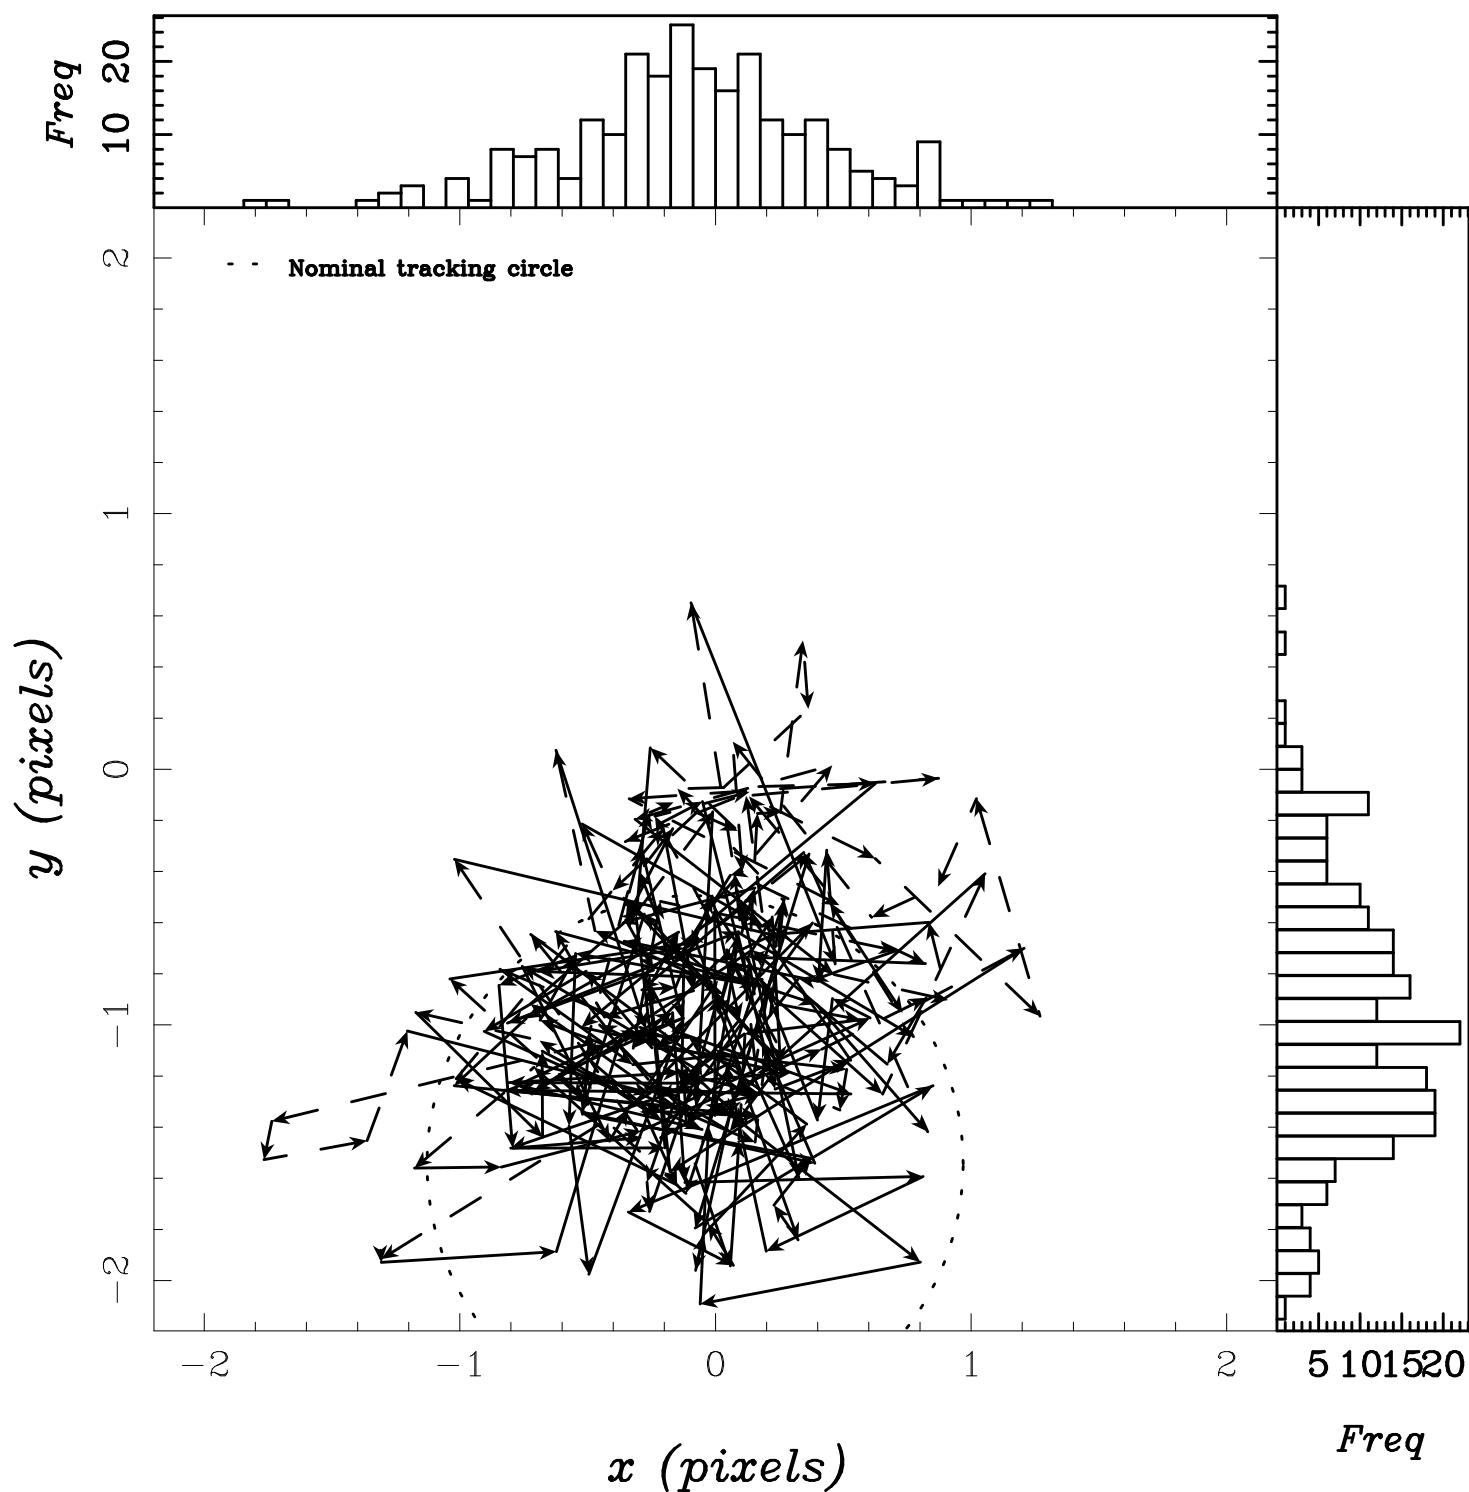 Freq
10 20
Nominal tracking circle
y (pixels)
2
1
0
−1
−2
−2 −1 0 1 2
5 10 15 20
x (pixels)
Freq